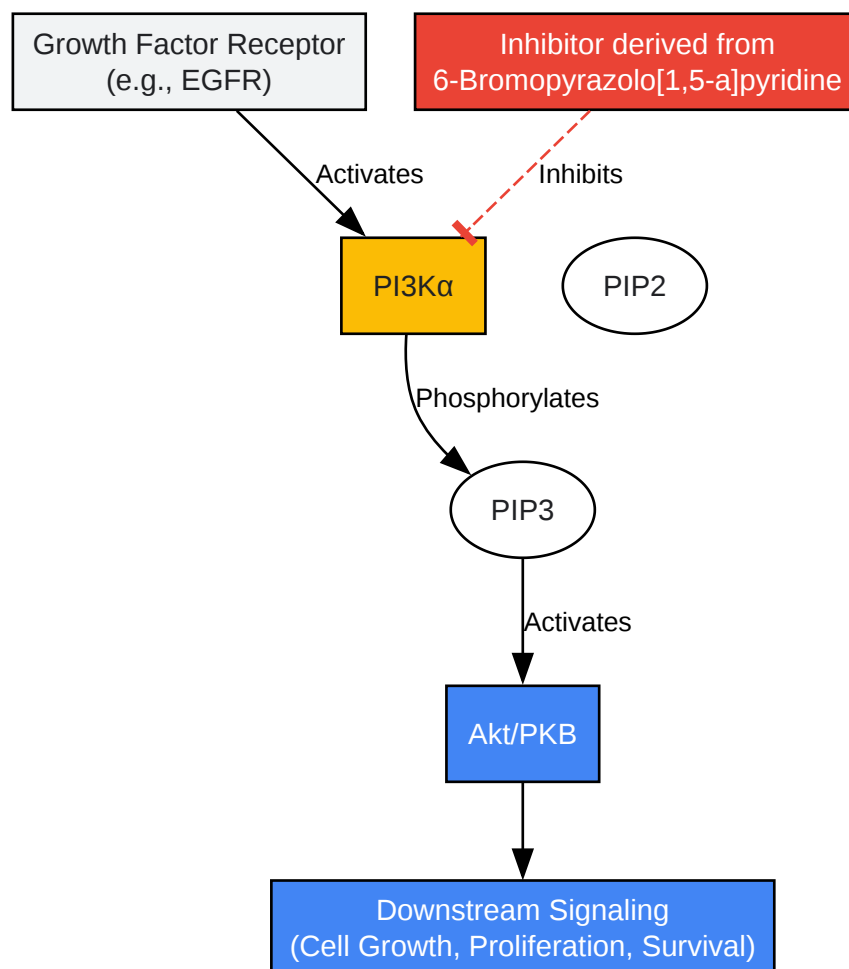 Growth Factor Receptor
(e.g., EGFR)
Inhibitor derived from
6-Bromopyrazolo[1,5-a]pyridine
Activates
Inhibits
PI3Kα
PIP2
Phosphorylates
PIP3
Activates
Akt/PKB
Downstream Signaling
(Cell Growth, Proliferation, Survival)